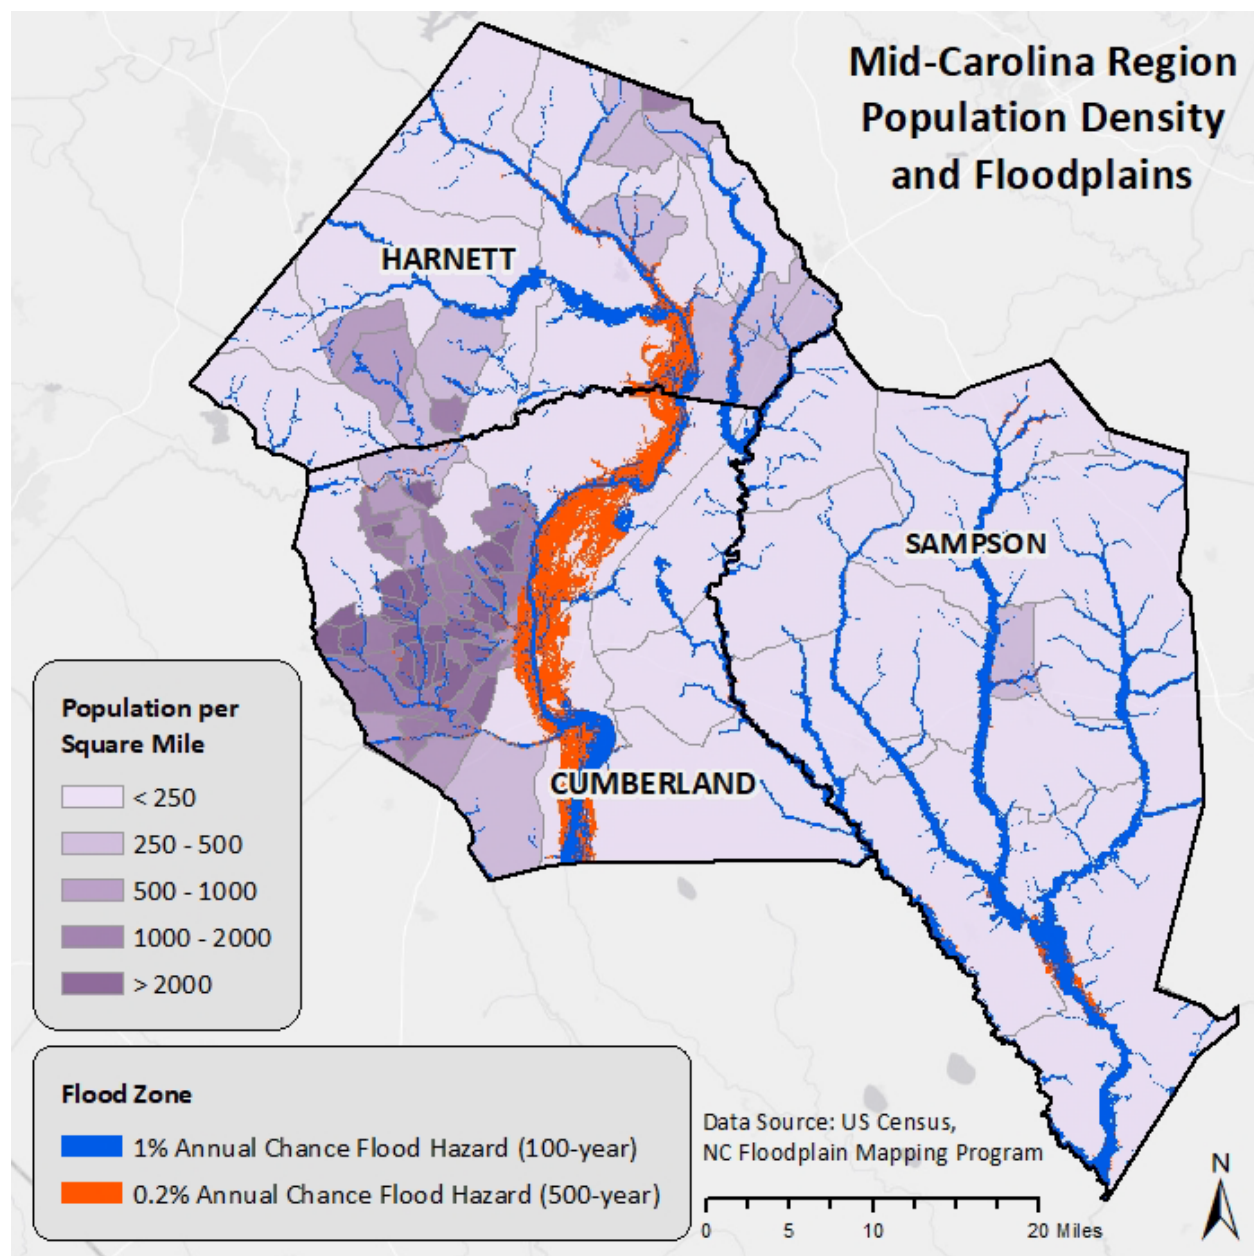 Mid-Carolina Region
Population Density
and Floodplains
HARNETT
SAMPSON
CUMBERLAND
Population per
Square Mile
< 250
250 - 500
500 - 1000
1000 - 2000
> 2000
Flood Zone
1% Annual Chance Flood Hazard (100-year)
0.2% Annual Chance Flood Hazard (500-year)
Data Source: US Census,
NC Floodplain Mapping Program
0 5 10 20 Miles
N